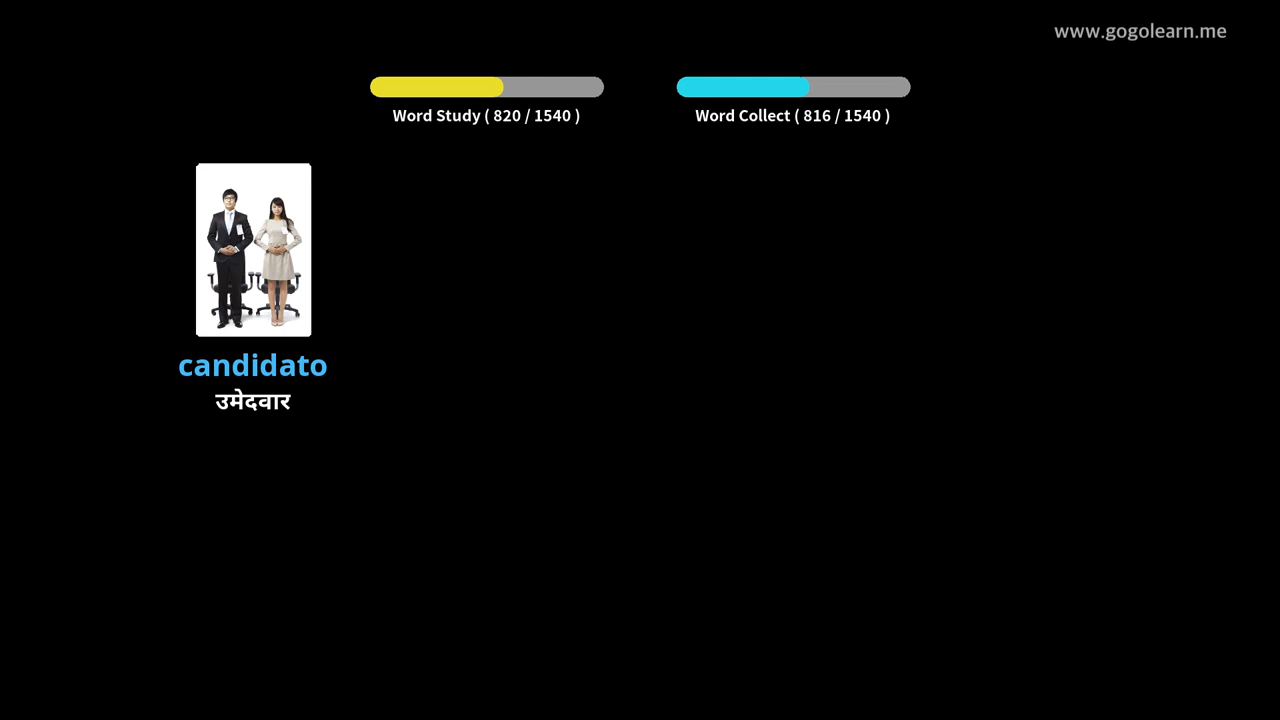 www.gogolearn.me
Word Study ( 820 / 1540 )
Word Collect ( 816 / 1540 )
candidato
उमेदवार